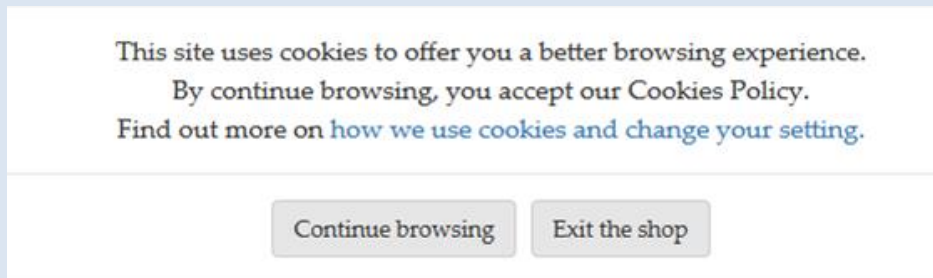 This site uses cookies to offer you a better browsing experience.
By continue browsing, you accept our Cookies Policy.
Find out more on how we use cookies and change your setting.
Continue browsing
Exit the shop